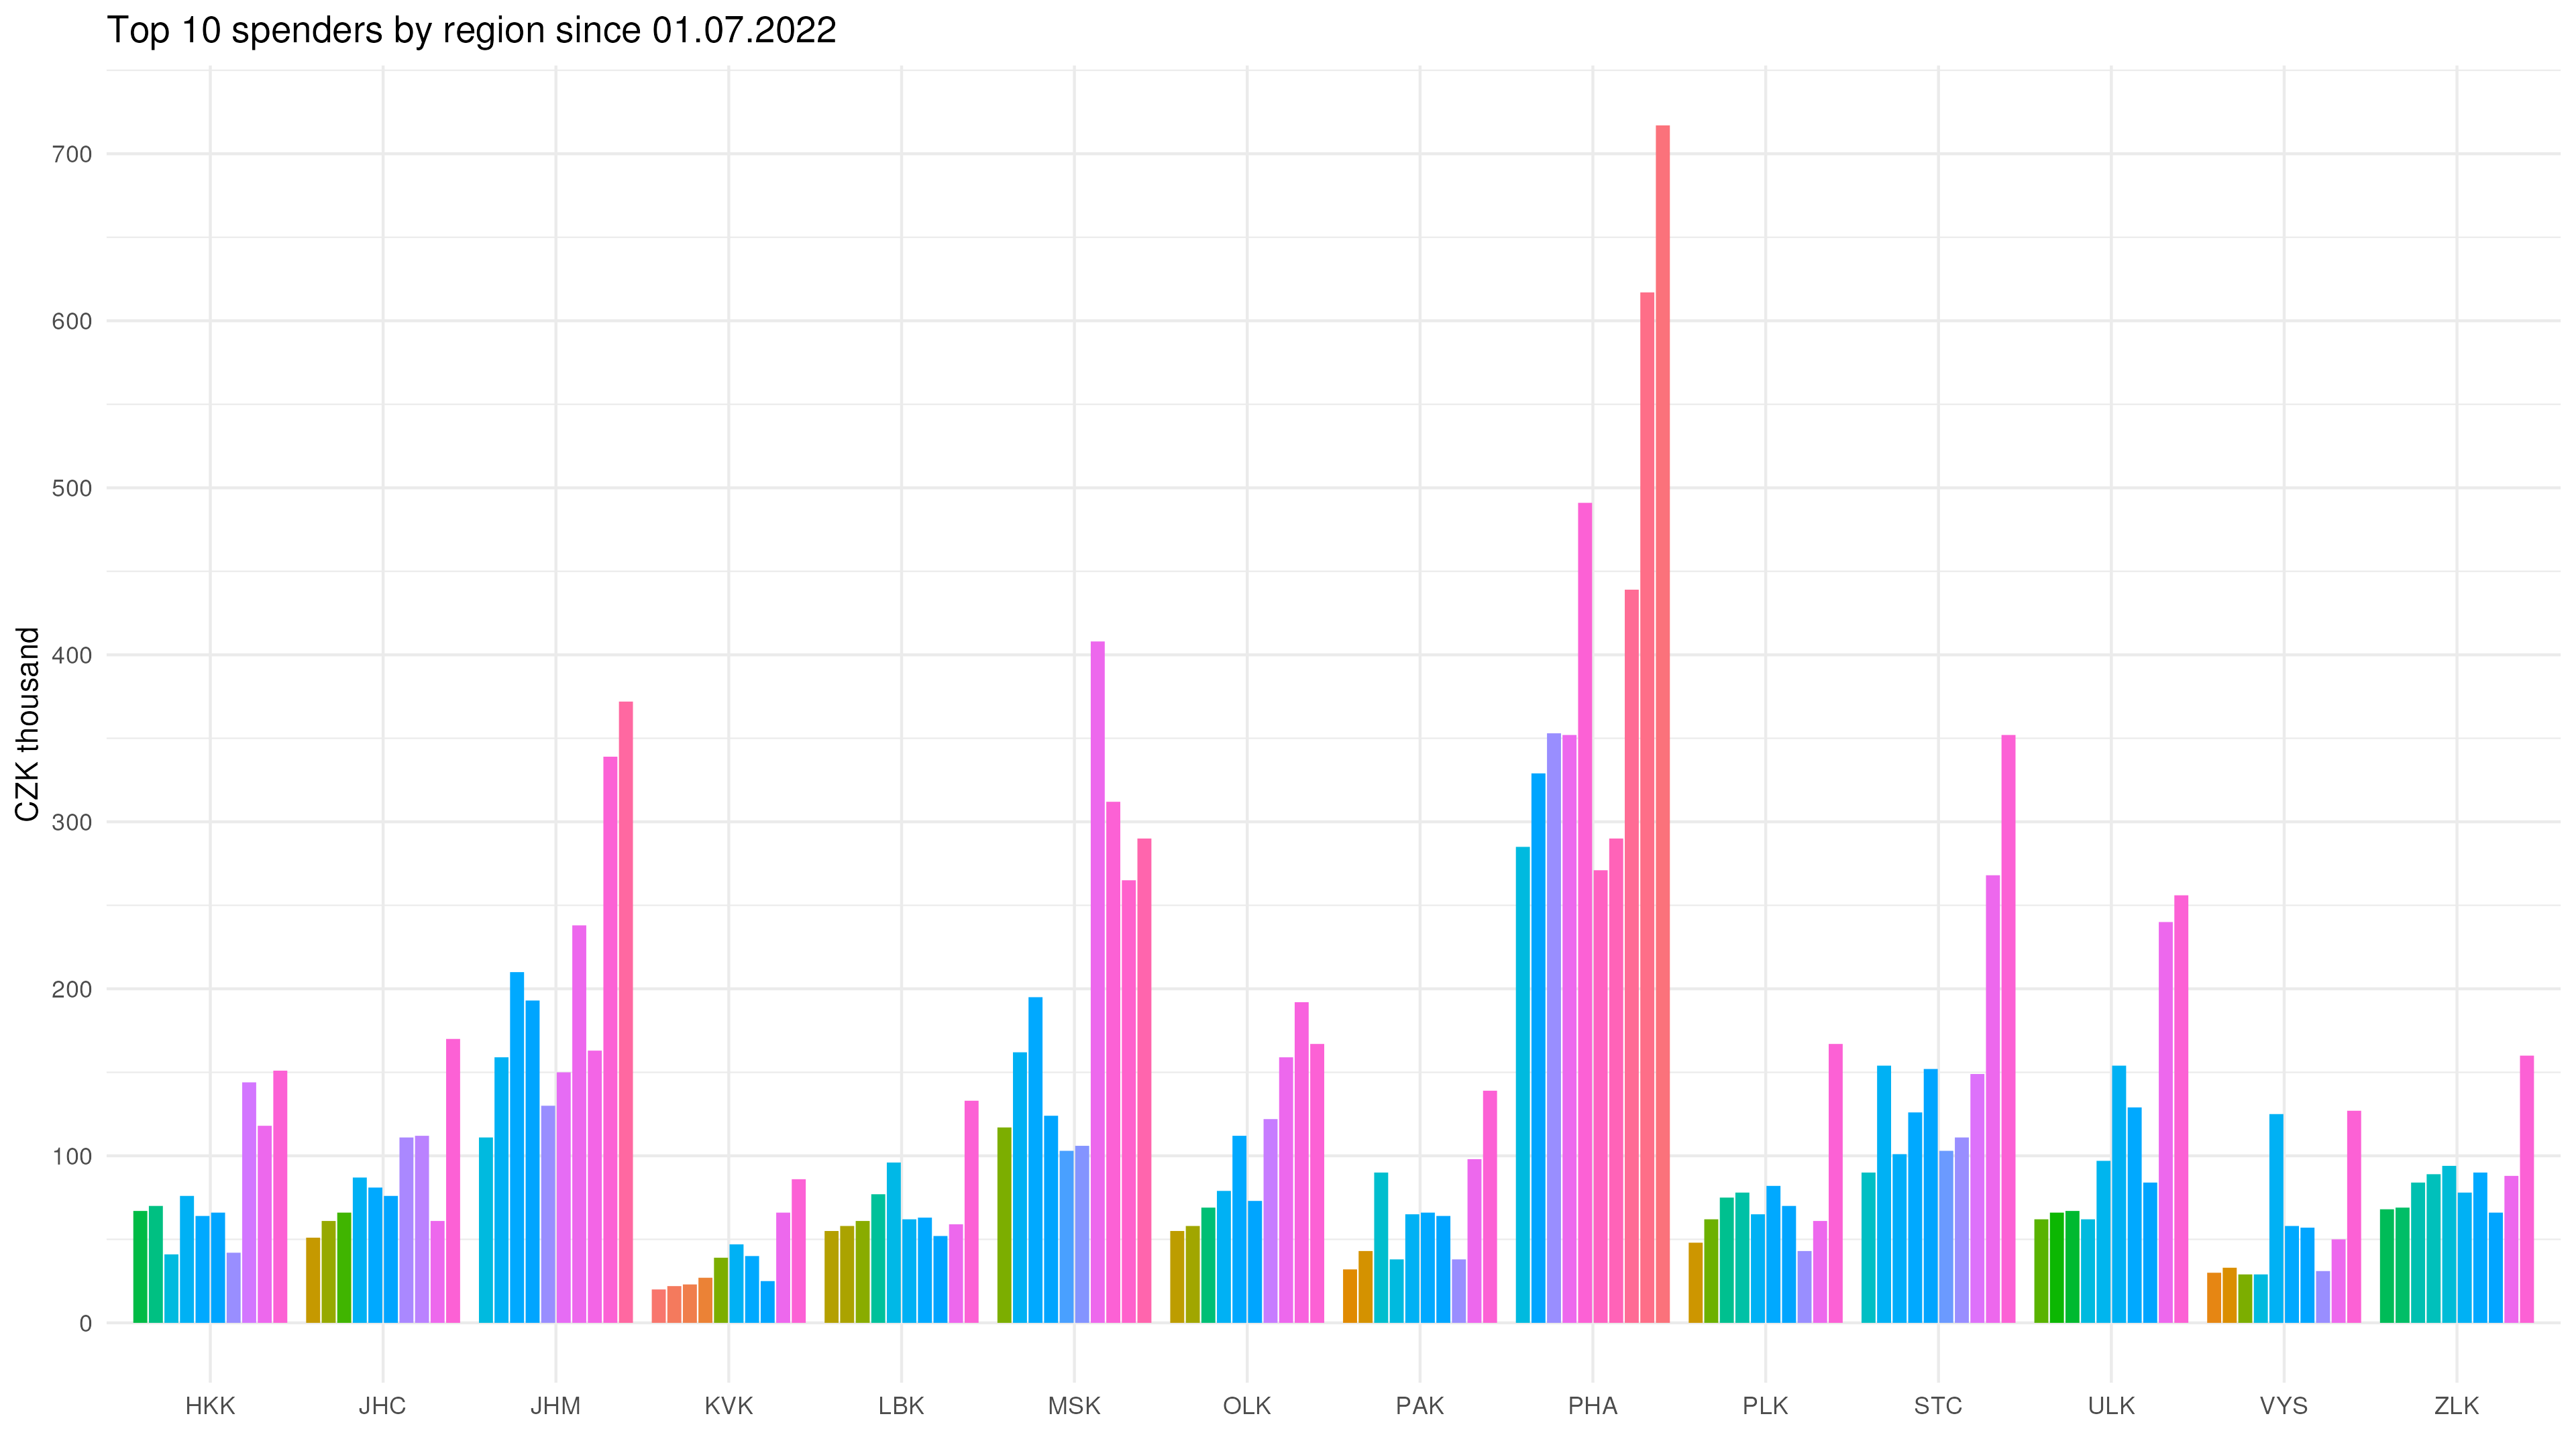 Top 10 spenders by region since 01.07.2022
CZK thousand
700
600
500
400
300
200
100
0
HKK JHC JHM KVK LBK MSK OLK PAK PHA PLK STC ULK VYS ZLK